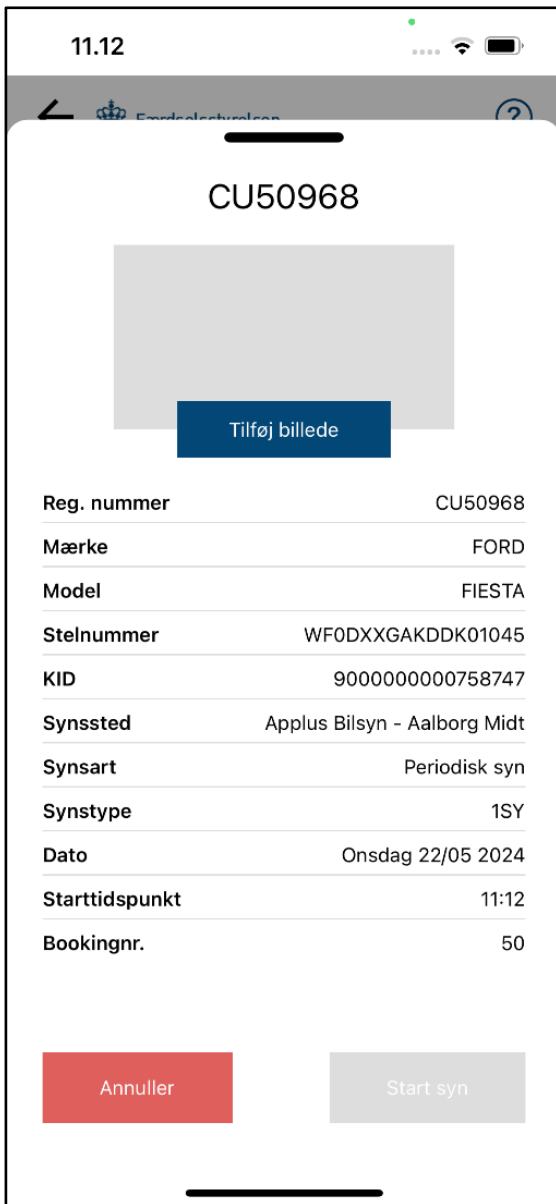 11.12
Færdselsstyrelsen
?
CU50968
Tilføj billede
Reg. nummer CU50968
Mærke FORD
Model FIESTA
Stelnummer WF0DXXGAKDDK01045
KID 9000000000758747
Synssted Applus Bilsyn - Aalborg Midt
Synsart Periodisk syn
Synstype 1SY
Dato Onsdag 22/05 2024
Starttidspunkt 11:12
Bookingnr. 50
Annuller Start syn